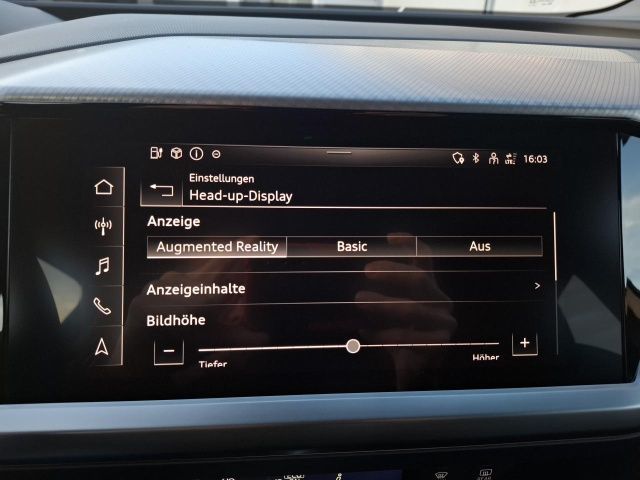 16:03
Einstellungen
Head-up-Display
Anzeige
Augmented Reality Basic Aus
Anzeigeinhalte >
Bildhöhe
− +
Tiefer Höher